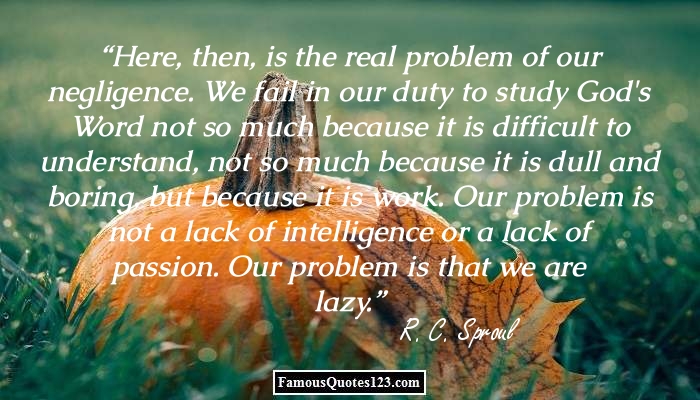 “Here, then, is the real problem of our
negligence. We fail in our duty to study God's
Word not so much because it is difficult to
understand, not so much because it is dull and
boring, but because it is work. Our problem is
not a lack of intelligence or a lack of
passion. Our problem is that we are
lazy.”
R. C. Sproul
FamousQuotes123.com